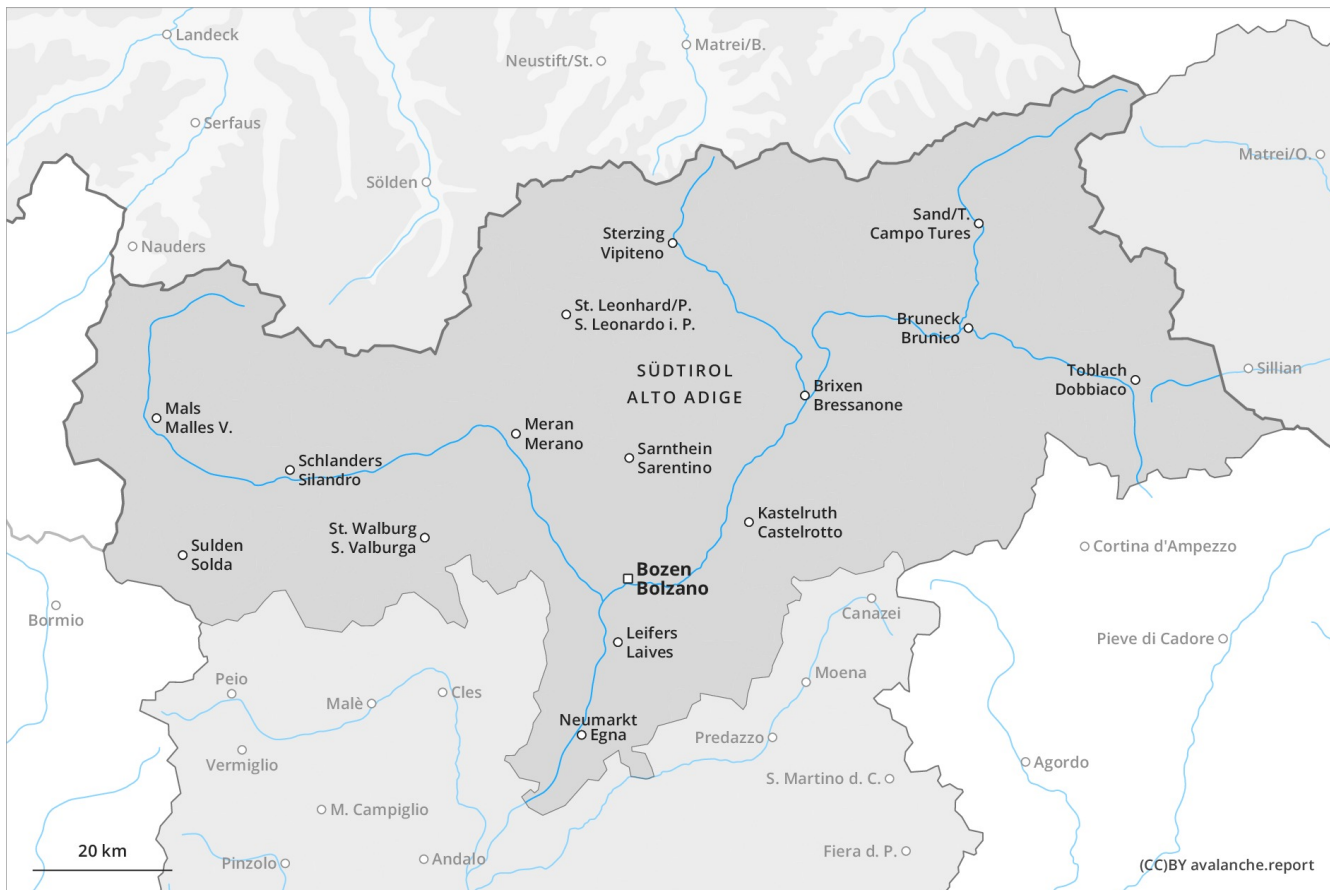 Landeck
Matrei/B.
Neustift/St.
Serfaus
Matrei/O.
Sölden
Sand/T.
Campo Tures
Nauders
Sterzing
Vipiteno
St. Leonhard/P.
S. Leonardo i. P.
Bruneck
Brunico
SÜDTIROL
ALTO ADIGE
Toblach
Dobbiaco
Sillian
Brixen
Bressanone
Mals
Malles V.
Meran
Merano
Schlanders
Silandro
Sarnthein
Sarentino
Kastelruth
Castelrotto
St. Walburg
S. Valburga
Sulden
Solda
Cortina d'Ampezzo
Bozen
Bolzano
Bormio
Canazei
Leifers
Laives
Pieve di Cadore
Moena
Peio
Malè
Cles
Neumarkt
Egna
Predazzo
Vermiglio
Agordo
S. Martino d. C.
M. Campiglio
20 km
Pinzolo
Andalo
Fiera d. P.
(CC)BY avalanche.report